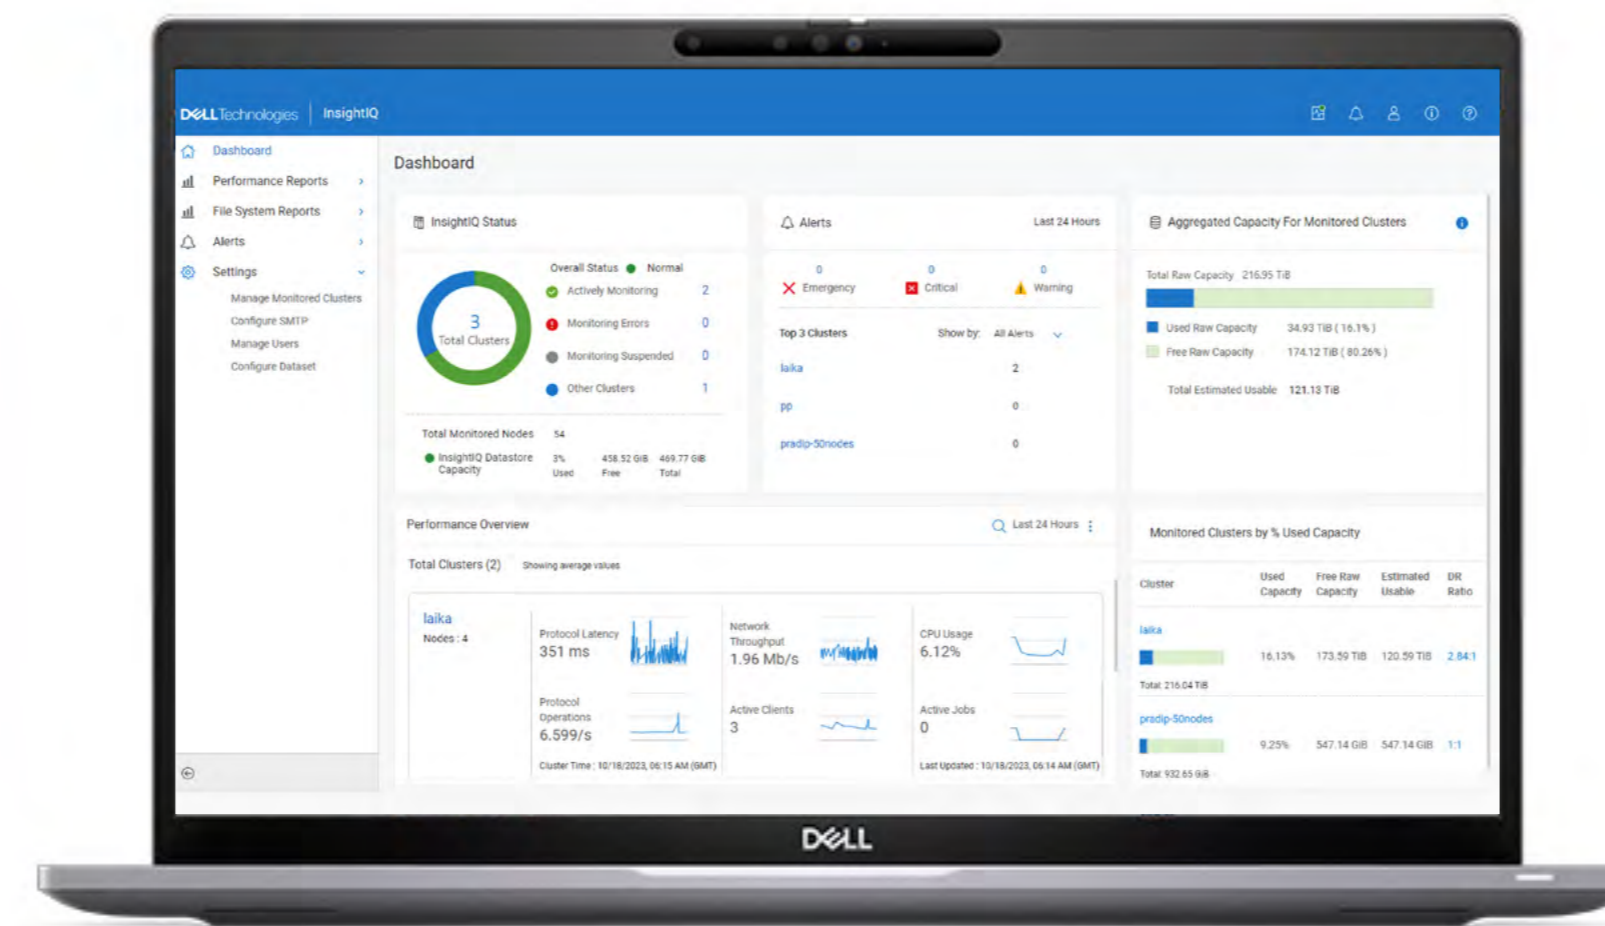 DELL Technologies | InsightIQ
Dashboard
Performance Reports
File System Reports
Alerts
Settings
Manage Monitored Clusters
Configure SMTP
Manage Users
Configure Dataset
Dashboard
InsightIQ Status
3
Total Clusters
Overall Status Normal
Actively Monitoring 2
Monitoring Errors 0
Monitoring Suspended 0
Other Clusters 1
Total Monitored Nodes 54
InsightIQ Datastore Capacity
3% Used
458.52 GiB Free
469.77 GiB Total
Alerts Last 24 Hours
0 0 0
Emergency Critical Warning
Top 3 Clusters Show by: All Alerts
laika 2
pp 0
pradip-50nodes 0
Aggregated Capacity For Monitored Clusters
Total Raw Capacity 216.95 TiB
Used Raw Capacity 34.93 TiB ( 16.1% )
Free Raw Capacity 174.12 TiB ( 80.26% )
Total Estimated Usable 121.13 TiB
Performance Overview Last 24 Hours
Total Clusters (2) Showing average values
laika
Nodes : 4
Protocol Latency
351 ms
Network
Throughput
1.96 Mb/s
CPU Usage
6.12%
Protocol
Operations
6.599/s
Active Clients
3
Active Jobs
0
Cluster Time : 10/18/2023, 06:15 AM (GMT)
Last Updated : 10/18/2023, 06:14 AM (GMT)
Monitored Clusters by % Used Capacity
Cluster
Used Capacity
Free Raw Capacity
Estimated Usable
DR Ratio
laika
16.13% 173.59 TiB 120.59 TiB 2.84:1
Total: 216.04 TiB
pradip-50nodes
9.25% 547.14 GiB 547.14 GiB 1:1
Total: 932.65 GiB
DELL